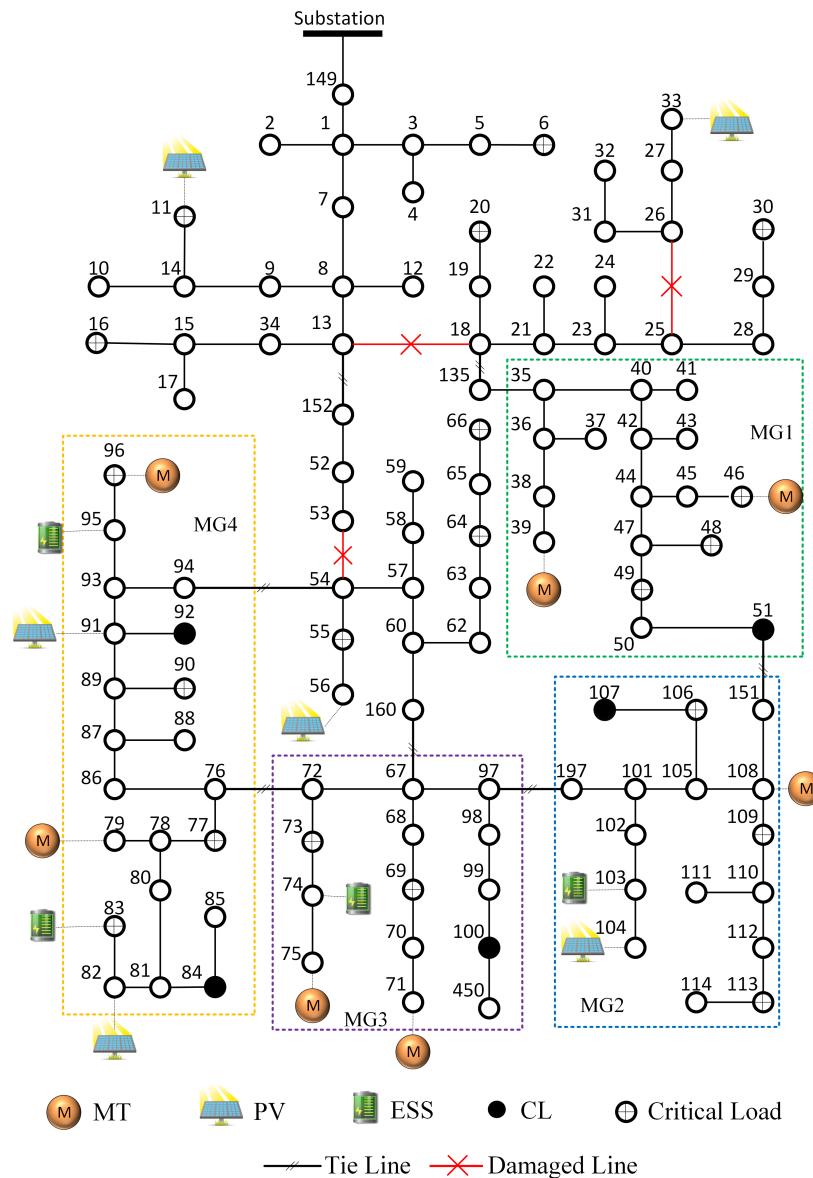 Substation
149
33
2 1 3 5 6
32 27
11 7 4 20 31 26 30
10 14 9 8 12 19 22 24 29
16 15 34 13 18 21 23 25 28
17 135 35 40 41
152 66 36 37 42 43 MG1
96 M 59 65 38 44 45 46 M
52
95 MG4 53 58 64 39 47 48
93 94 54 57 63 49 M
91 92 55 60 62 50 51
89 90 56 107 106 151
87 88 160
86 76 72 67 97 197 101 105 108 M
M 79 78 77 73 68 98 102 109
80 74 69 99 103 111 110
83 85 70 100 104 112
82 81 84 75 71 450 114 113
M MG3 MG2
M
M MT PV ESS CL Critical Load
Tie Line Damaged Line